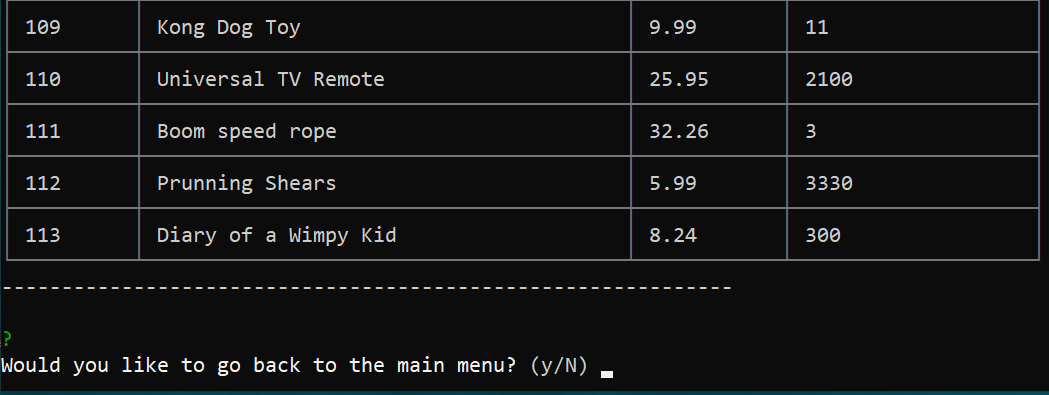 109 Kong Dog Toy 9.99 11
110 Universal TV Remote 25.95 2100
111 Boom speed rope 32.26 3
112 Prunning Shears 5.99 3330
113 Diary of a Wimpy Kid 8.24 300
-------------------------------------------------------------
?
Would you like to go back to the main menu? (y/N)